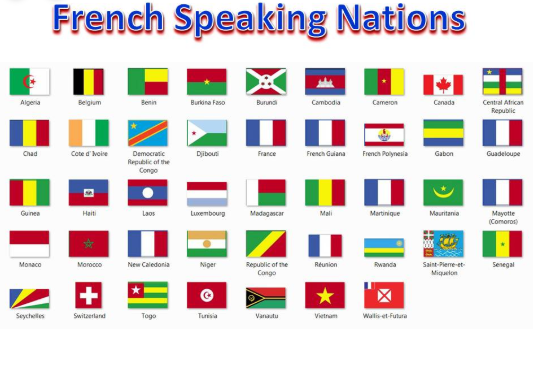 French Speaking Nations
Algeria Belgium Benin Burkina Faso Burundi Cambodia Cameron Canada Central African
Republic
Chad Cote d'Ivoire Democratic Djibouti France French Guiana French Polynesia Gabon Guadeloupe
Republic of the
Congo
Guinea Haiti Laos Luxembourg Madagascar Mali Martinique Mauritania Mayotte
(Comoros)
Monaco Morocco New Caledonia Niger Republic of the Réunion Rwanda Saint-Pierre-et- Senegal
Congo Miquelon
Seychelles Switzerland Togo Tunisia Vanautu Vietnam Wallis-et-Futura